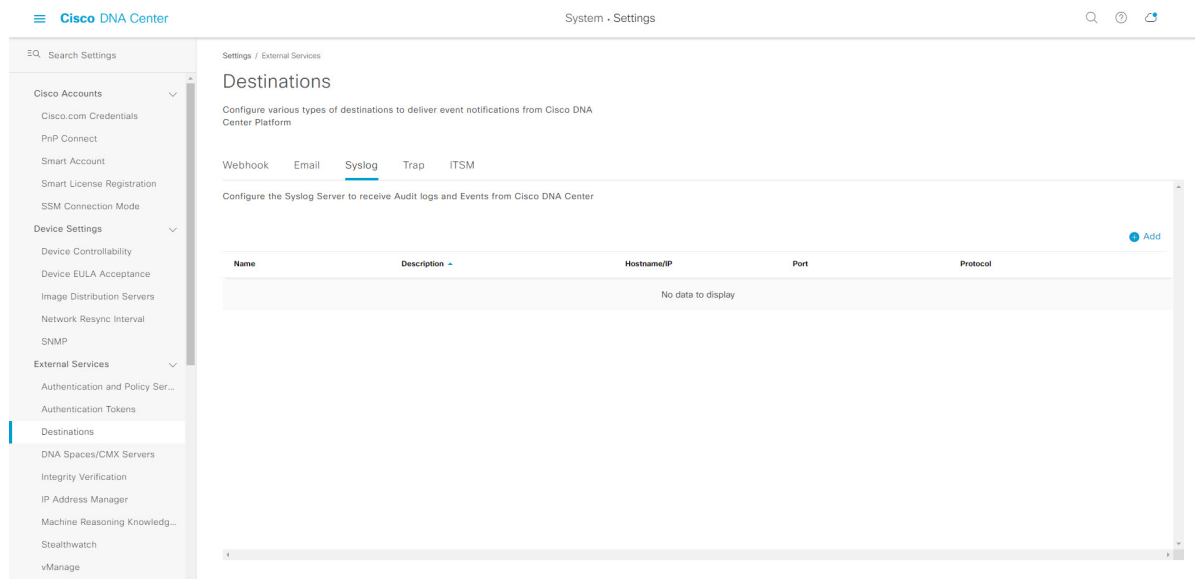 Cisco DNA Center
System · Settings
Search Settings
Cisco Accounts
Cisco.com Credentials
PnP Connect
Smart Account
Smart License Registration
SSM Connection Mode
Device Settings
Device Controllability
Device EULA Acceptance
Image Distribution Servers
Network Resync Interval
SNMP
External Services
Authentication and Policy Ser...
Authentication Tokens
Destinations
DNA Spaces/CMX Servers
Integrity Verification
IP Address Manager
Machine Reasoning Knowledg...
Stealthwatch
vManage
Settings / External Services
Destinations
Configure various types of destinations to deliver event notifications from Cisco DNA
Center Platform
Webhook Email Syslog Trap ITSM
Configure the Syslog Server to receive Audit logs and Events from Cisco DNA Center
Add
Name Description Hostname/IP Port Protocol
No data to display